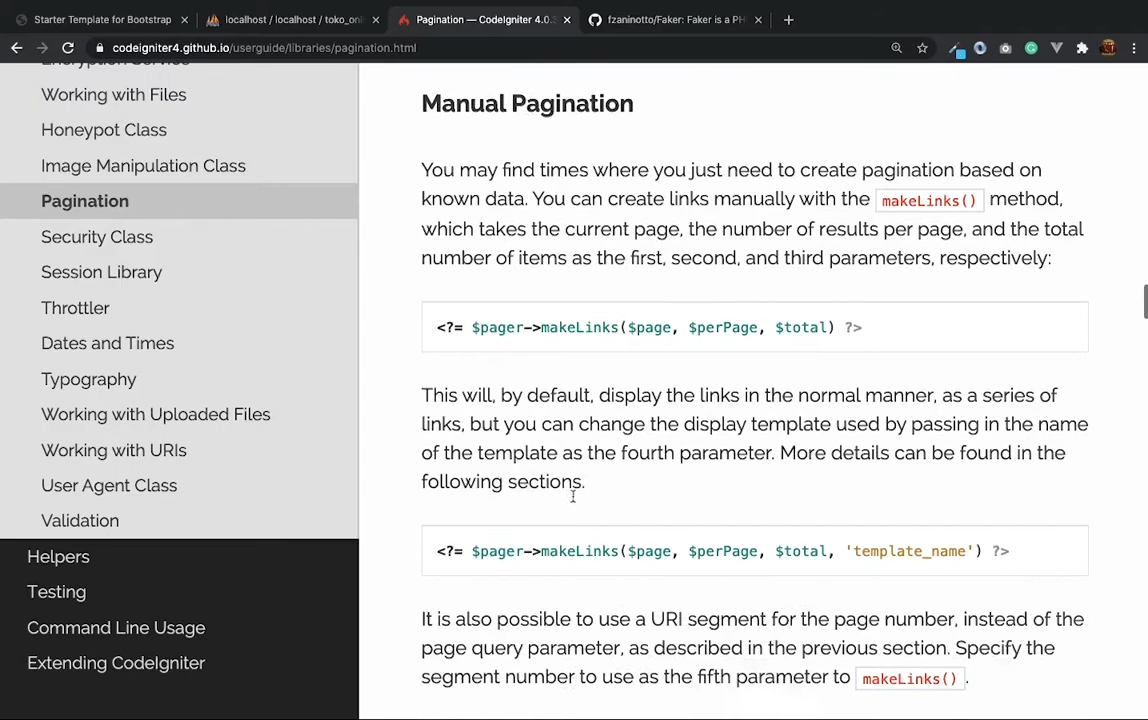 Starter Template for Bootstrap
localhost / localhost / toko_onl
Pagination — CodeIgniter 4.0.3
fzaninotto/Faker: Faker is a PH
codeigniter4.github.io/userguide/libraries/pagination.html
Encryption Service
Working with Files
Honeypot Class
Image Manipulation Class
Pagination
Security Class
Session Library
Throttler
Dates and Times
Typography
Working with Uploaded Files
Working with URIs
User Agent Class
Validation
Helpers
Testing
Command Line Usage
Extending CodeIgniter
Manual Pagination
You may find times where you just need to create pagination based on
known data. You can create links manually with the makeLinks() method,
which takes the current page, the number of results per page, and the total
number of items as the first, second, and third parameters, respectively:
<?= $pager->makeLinks($page, $perPage, $total) ?>
This will, by default, display the links in the normal manner, as a series of
links, but you can change the display template used by passing in the name
of the template as the fourth parameter. More details can be found in the
following sections.
<?= $pager->makeLinks($page, $perPage, $total, 'template_name') ?>
It is also possible to use a URI segment for the page number, instead of the
page query parameter, as described in the previous section. Specify the
segment number to use as the fifth parameter to makeLinks().